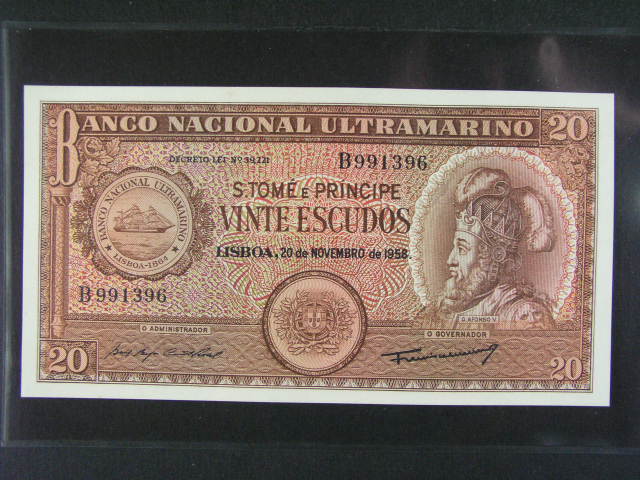 BANCO NACIONAL ULTRAMARINO 20
DECRETO LEI Nº 39221 B991396
S.TOME E PRINCIPE
VINTE ESCUDOS
LISBOA, 20 de NOVEMBRO de 1958.
BANCO NACIONAL ULTRAMARINO
LISBOA-1864
B991396
D. AFONSO V
O ADMINISTRADOR O GOVERNADOR
20 20